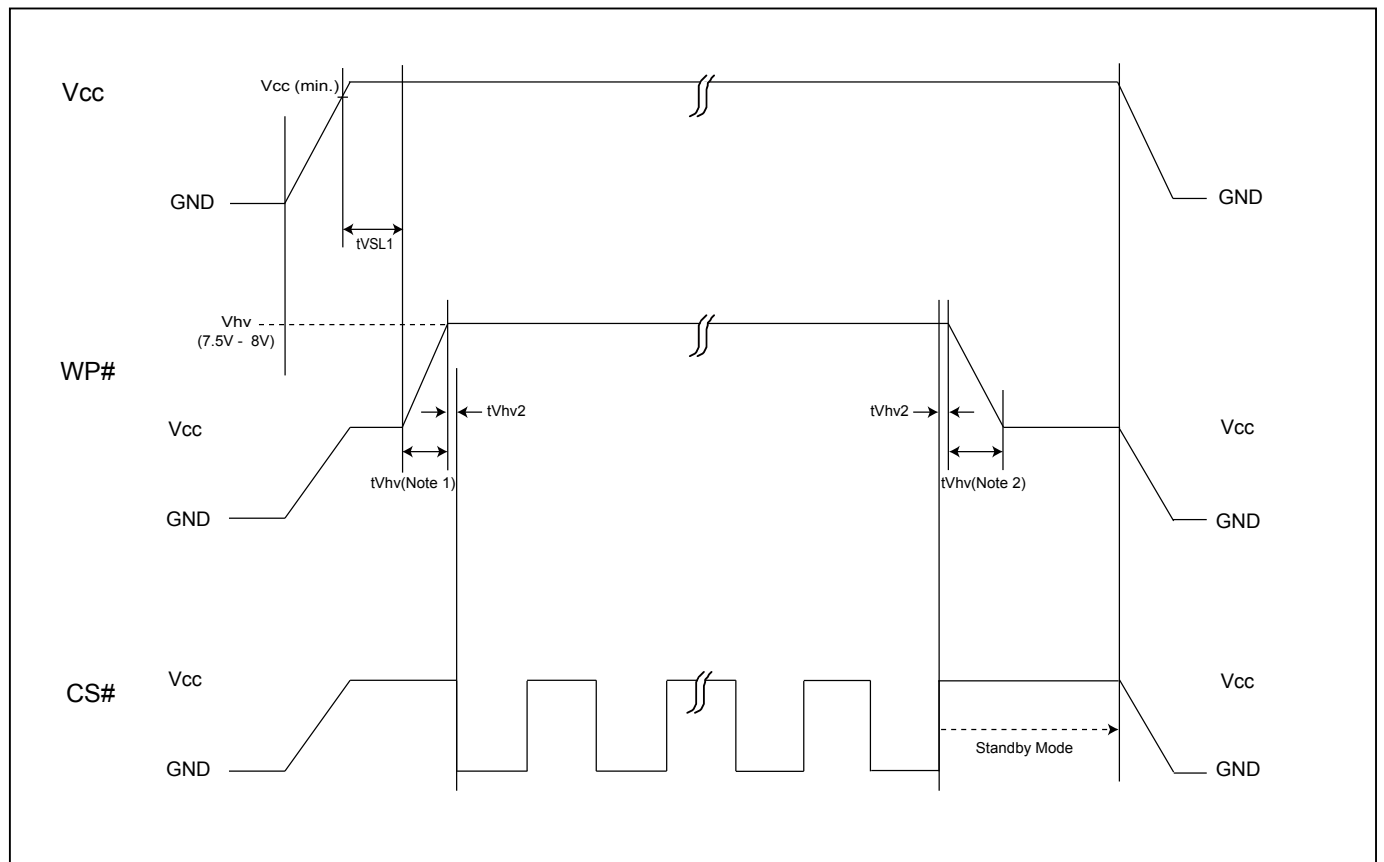 Vcc
Vcc (min.)
GND
GND
tVSL1
Vhv
(7.5V - 8V)
WP#
tVhv2
tVhv2
Vcc
Vcc
tVhv(Note 1)
tVhv(Note 2)
GND
GND
CS#
Vcc
Vcc
Standby Mode
GND
GND